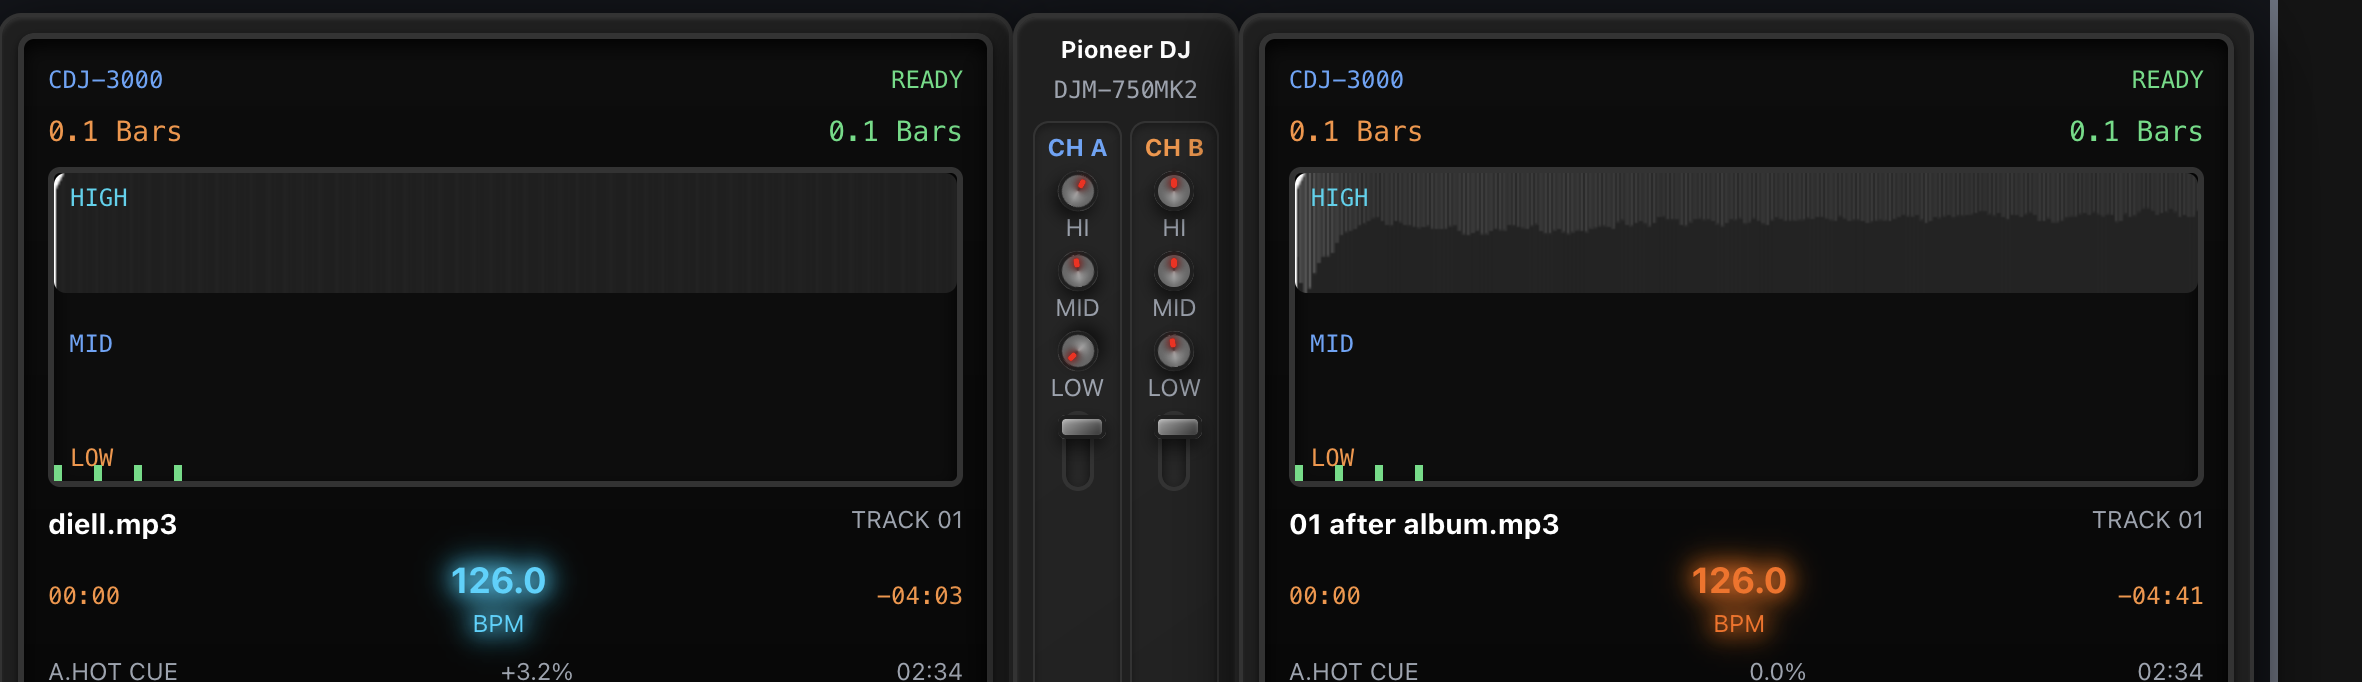 CDJ-3000 READY
0.1 Bars 0.1 Bars
HIGH
MID
LOW
diell.mp3 TRACK 01
126.0
00:00 -04:03
BPM
A.HOT CUE +3.2% 02:34
Pioneer DJ
DJM-750MK2
CH A CH B
HI HI
MID MID
LOW LOW
CDJ-3000 READY
0.1 Bars 0.1 Bars
HIGH
MID
LOW
01 after album.mp3 TRACK 01
126.0
00:00 -04:41
BPM
A.HOT CUE 0.0% 02:34